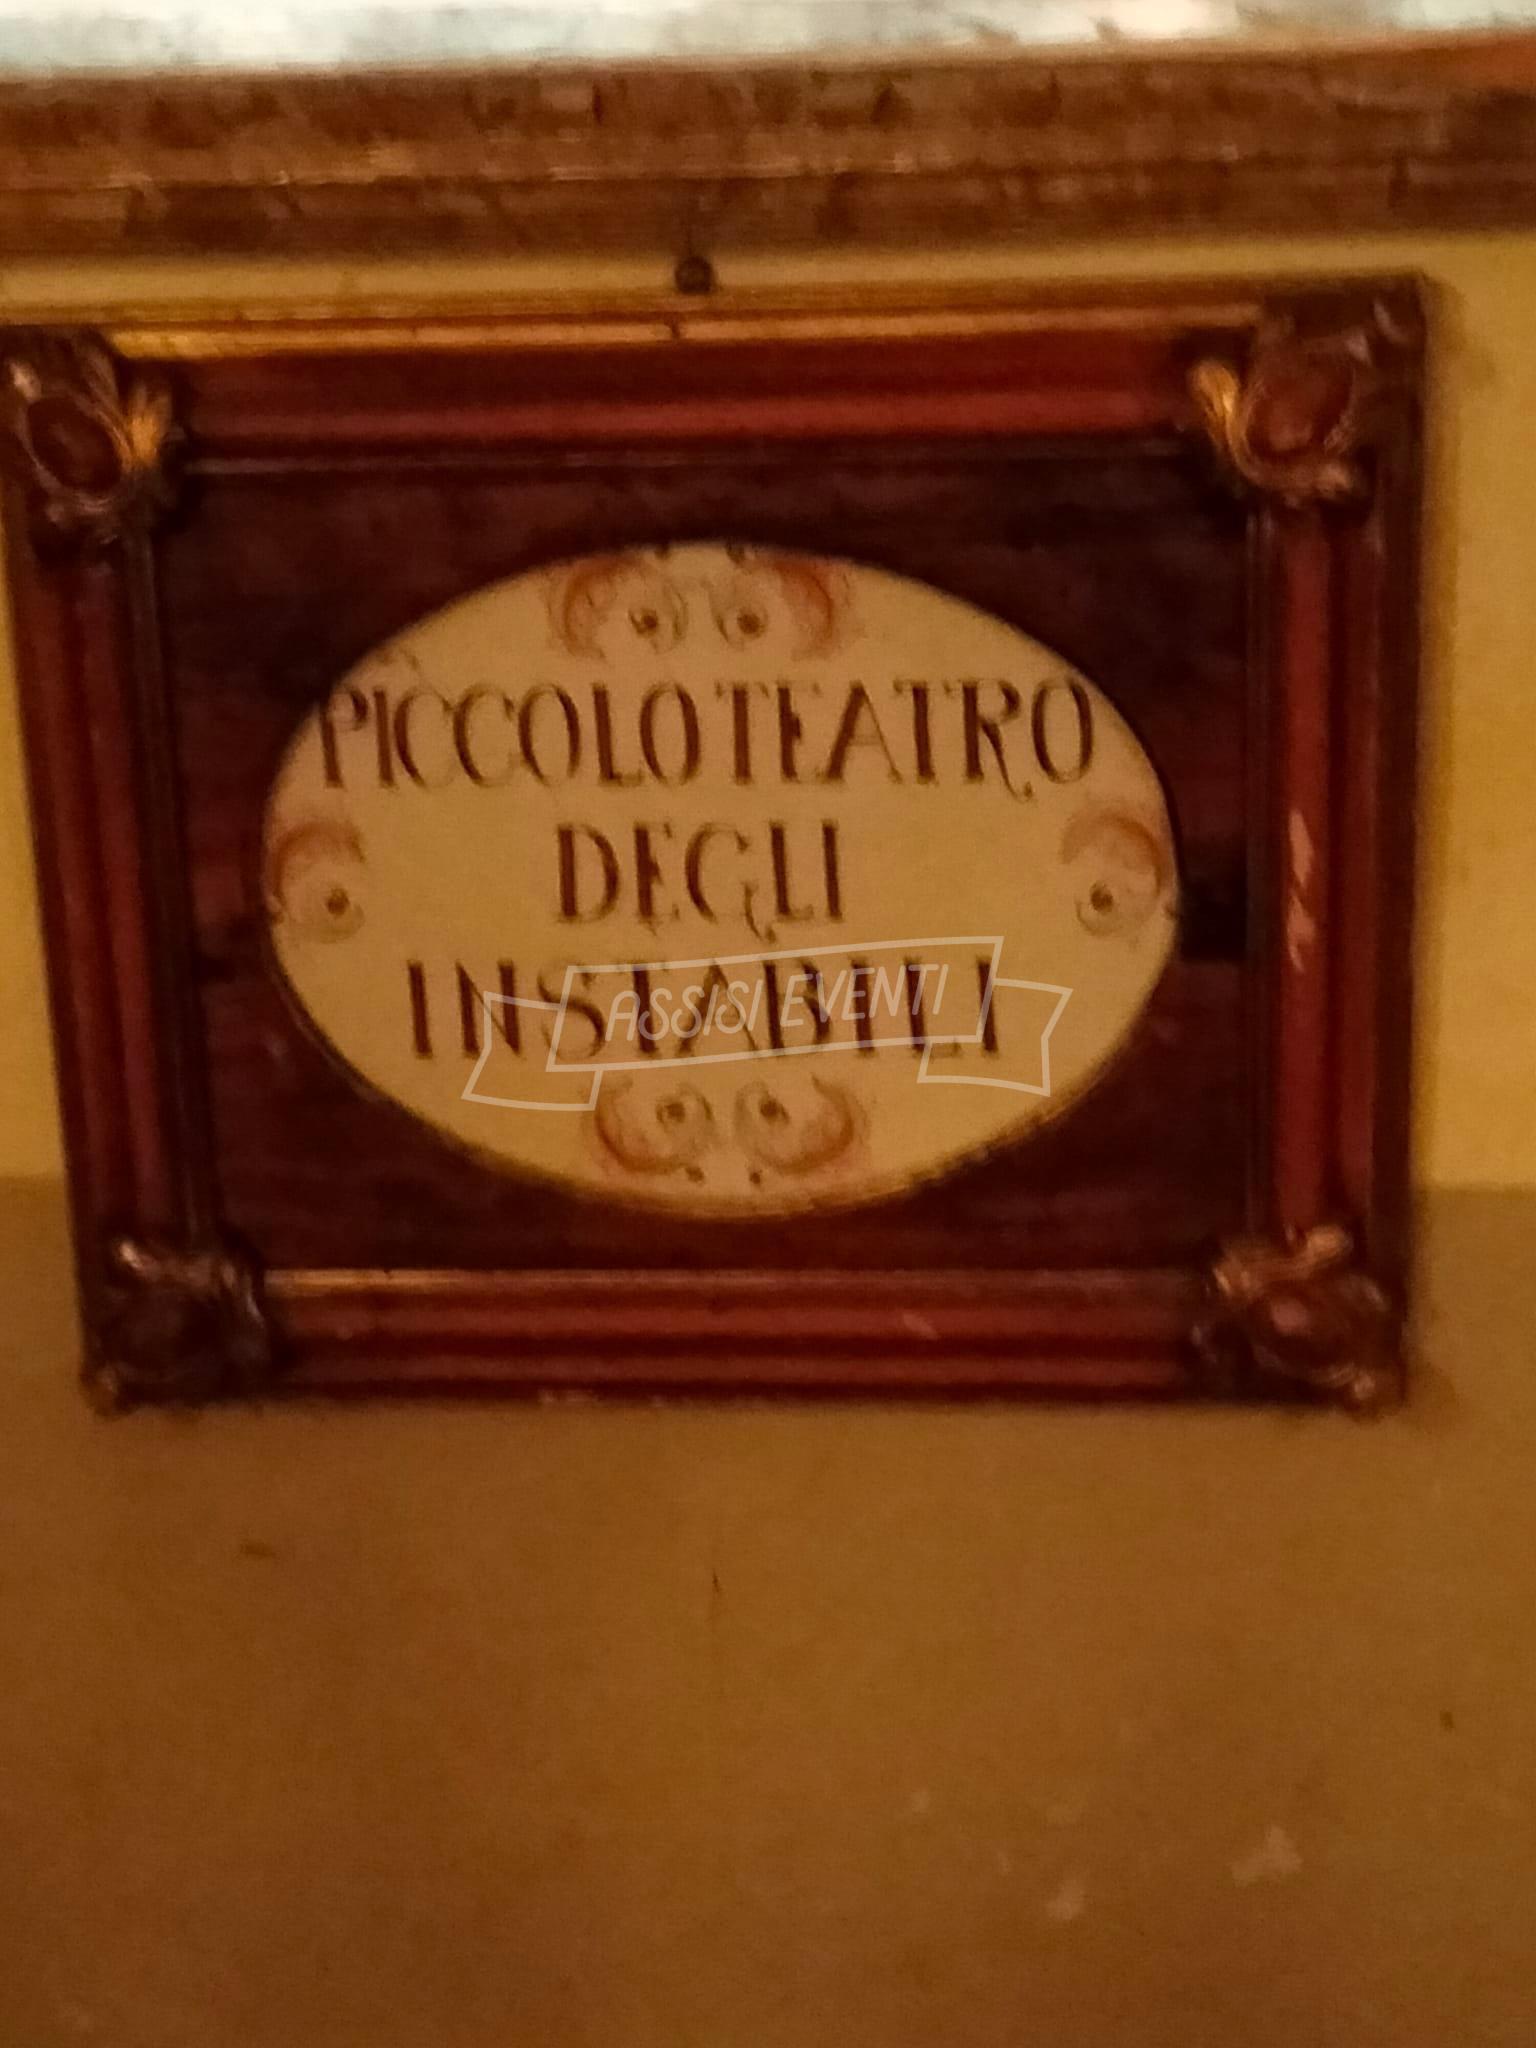 PICCOLO TEATRO
DEGLI
INSTABILI
ASSISI EVENTI